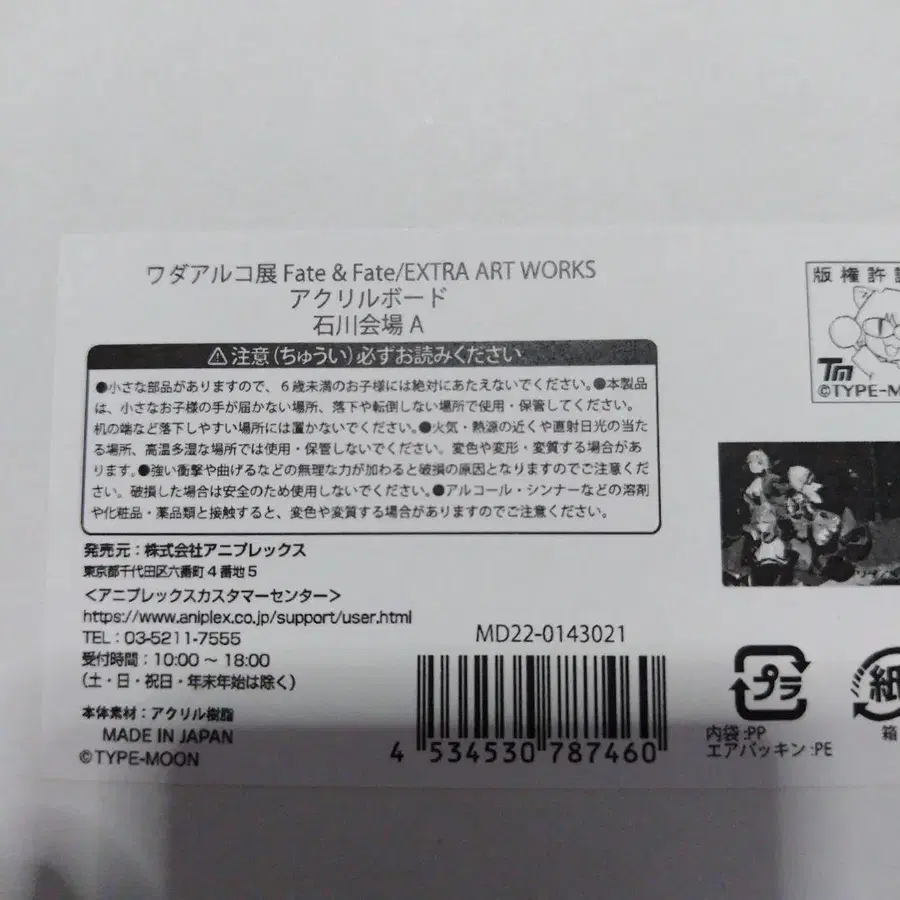 ワダアルコ展 Fate & Fate/EXTRA ART WORKS
アクリルボード
石川会場 A
⚠注意(ちゅうい)必ずお読みください
●小さな部品がありますので、6歳未満のお子様には絶対にあたえないでください。●本製品
は、小さなお子様の手が届かない場所、落下や転倒しない場所で使用・保管してください。
机の端など落下しやすい場所には置かないでください。●火気・熱源の近くや直射日光の当た
る場所、高温多湿な場所では使用・保管しないでください。変色や変形・変質する場合があ
ります。●強い衝撃や曲げるなどの無理な力が加わると破損の原因となりますのでご注意くだ
さい。破損した場合は安全のため使用しないでください。●アルコール・シンナーなどの溶剤
や化粧品・薬品類と接触すると、変色や変質する場合がありますのでご注意ください。
発売元:株式会社アニプレックス
東京都千代田区六番町4番地5
<アニプレックスカスタマーセンター>
https://www.aniplex.co.jp/support/user.html
TEL:03-5211-7555
受付時間:10:00~18:00
(土・日・祝日・年末年始は除く)
本体素材:アクリル樹脂
MADE IN JAPAN
©TYPE-MOON
MD22-0143021
4 534530 787460
版権許
TM
©TYPE-M
プラ
内袋:PP
エアパッキン:PE
紙
箱